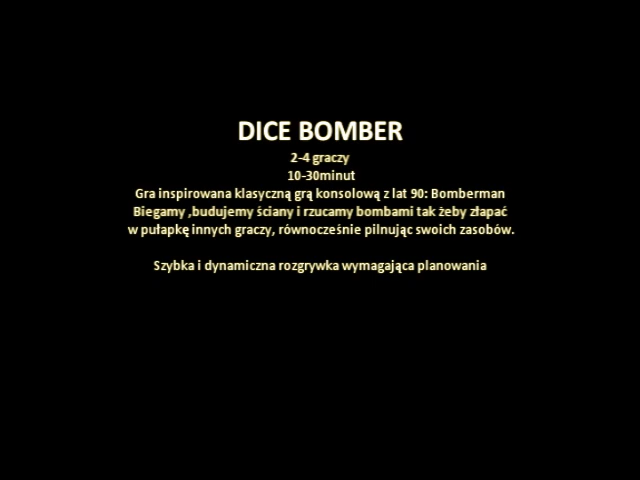 DICE BOMBER
2-4 graczy
10-30minut
Gra inspirowana klasyczną grą konsolową z lat 90: Bomberman
Biegamy ,budujemy ściany i rzucamy bombami tak żeby złapać
w pułapkę innych graczy, równocześnie pilnując swoich zasobów.
Szybka i dynamiczna rozgrywka wymagająca planowania